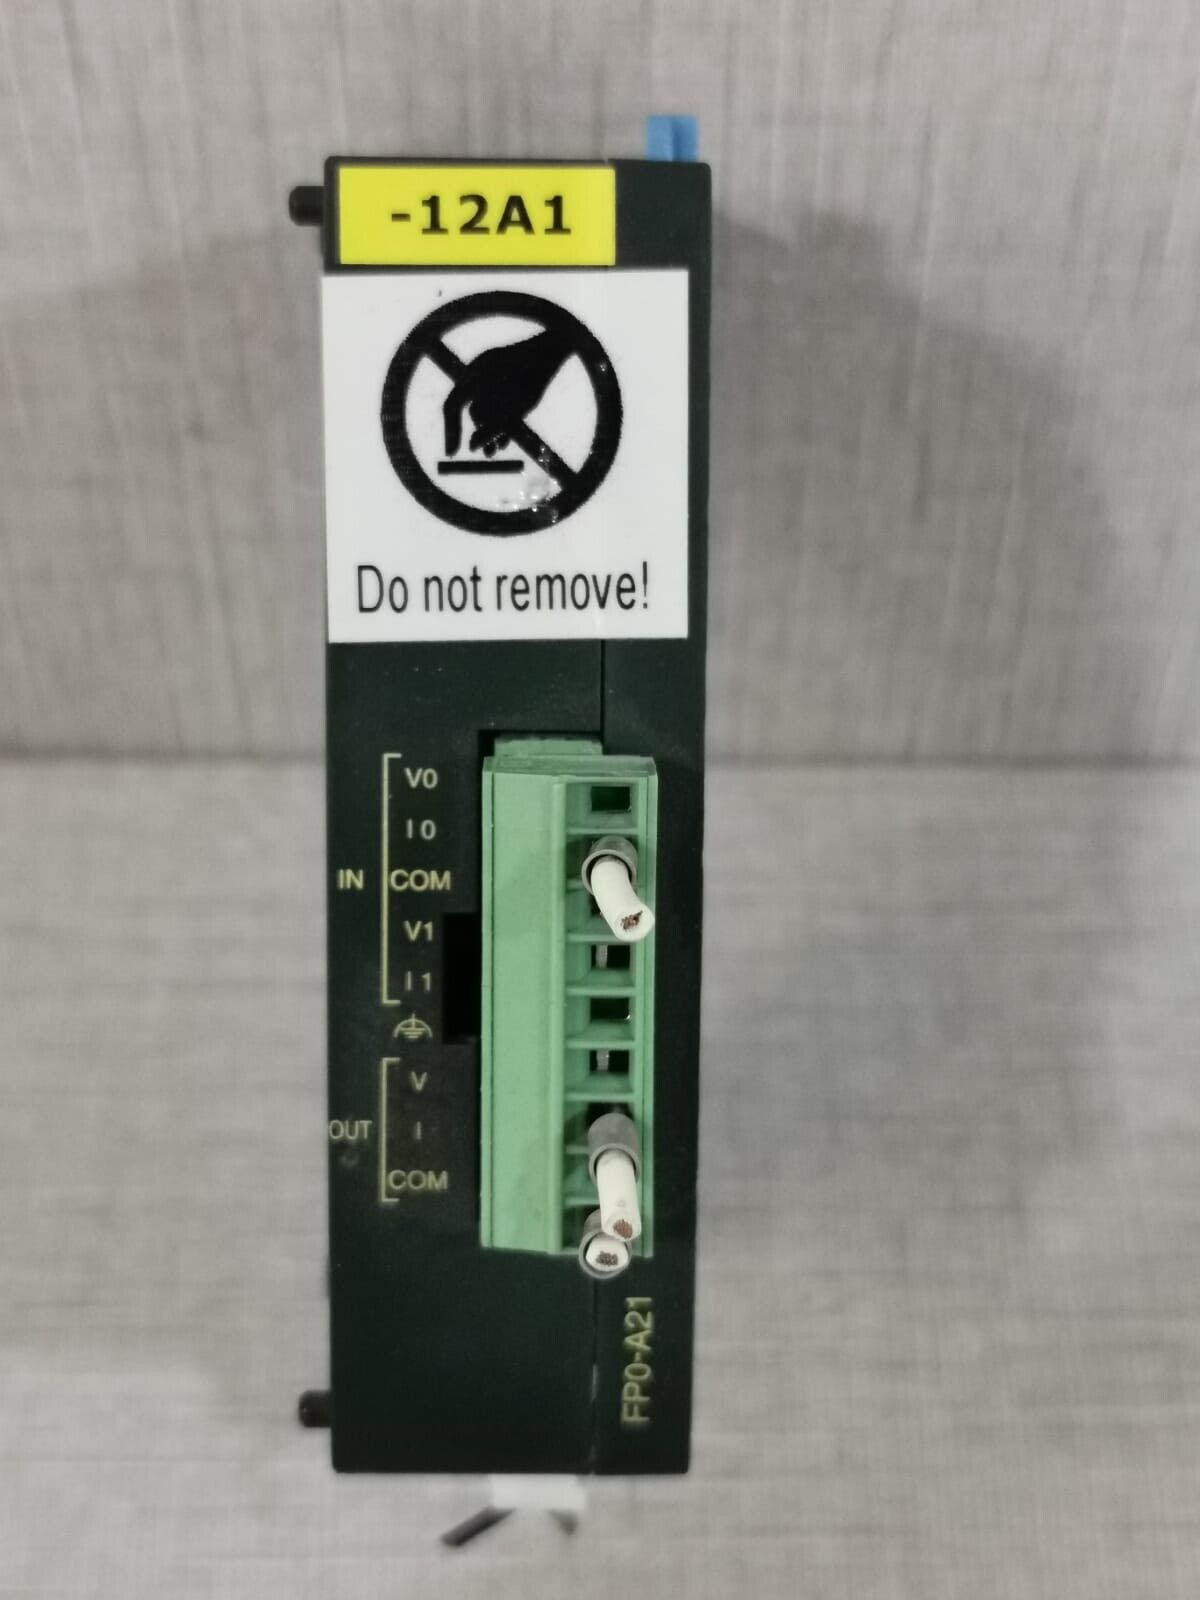 -12A1
Do not remove!
V0
I0
IN
COM
V1
I1
V
OUT
I
COM
FP0-A21